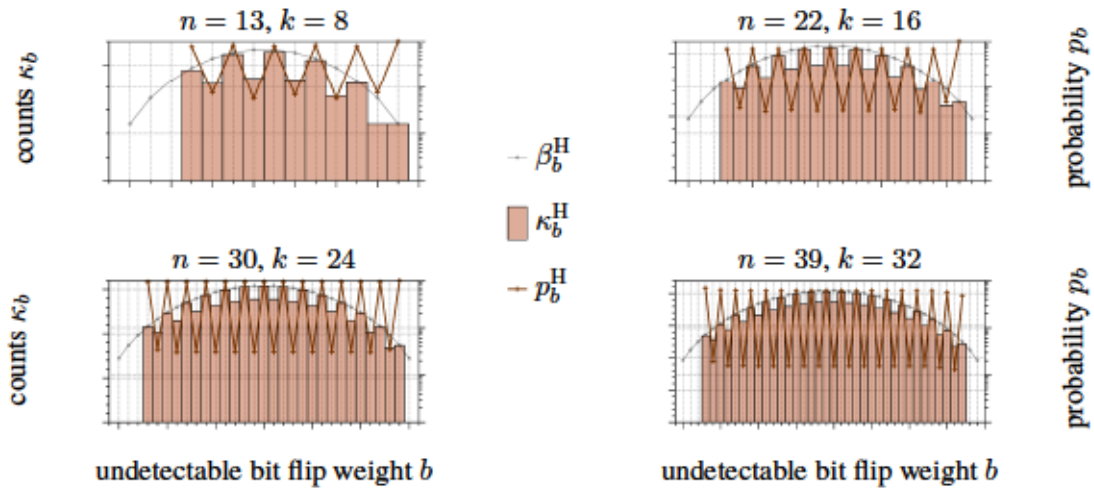 n = 13, k = 8
n = 22, k = 16
counts κ_b
probability p_b
β_b^H
κ_b^H
p_b^H
n = 30, k = 24
n = 39, k = 32
counts κ_b
probability p_b
undetectable bit flip weight b
undetectable bit flip weight b